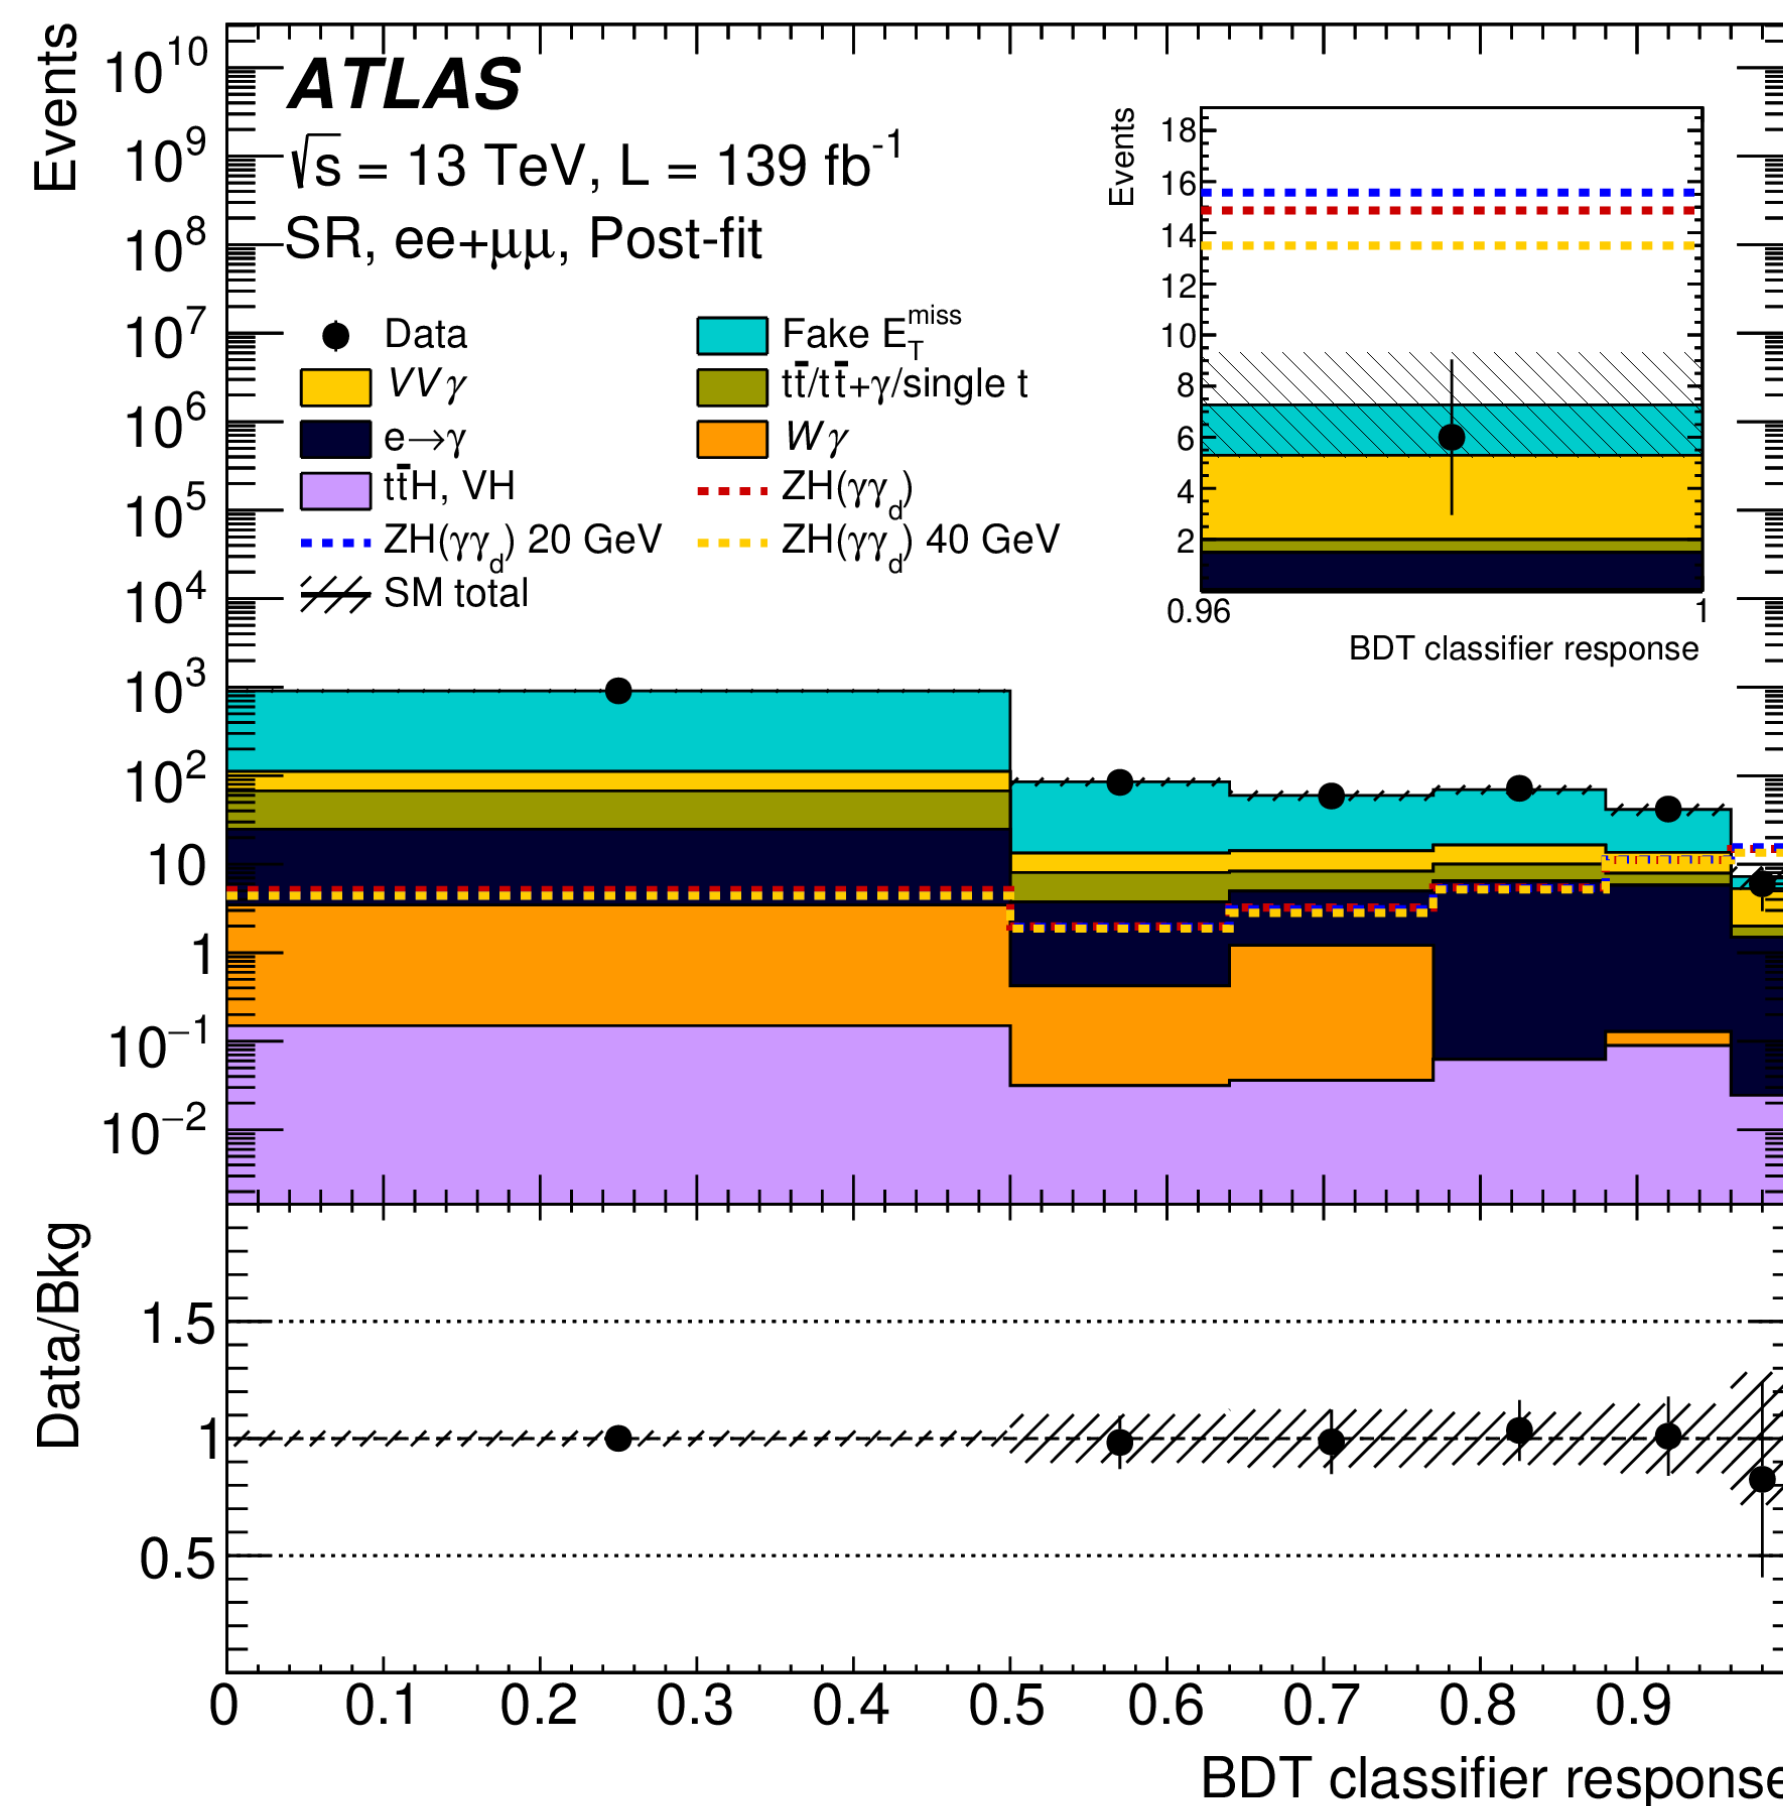 Events
10^10
10^9
10^8
10^7
10^6
10^5
10^4
10^3
10^2
10
1
10^−1
10^−2
ATLAS
√s = 13 TeV, L = 139 fb^-1
SR, ee+μμ, Post-fit
Data
Fake E_T^miss
VVγ
tt̄/tt̄+γ/single t
e→γ
Wγ
tt̄H, VH
ZH(γγ_d)
ZH(γγ_d) 20 GeV
ZH(γγ_d) 40 GeV
SM total
Events
18
16
14
12
10
8
6
4
2
0.96 1
BDT classifier response
Data/Bkg
1.5
1
0.5
0 0.1 0.2 0.3 0.4 0.5 0.6 0.7 0.8 0.9
BDT classifier response